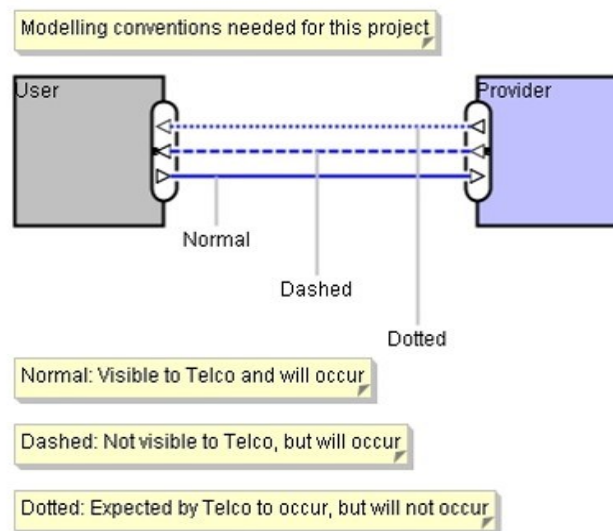 Modelling conventions needed for this project
User
Provider
Normal
Dashed
Dotted
Normal: Visible to Telco and will occur
Dashed: Not visible to Telco, but will occur
Dotted: Expected by Telco to occur, but will not occur